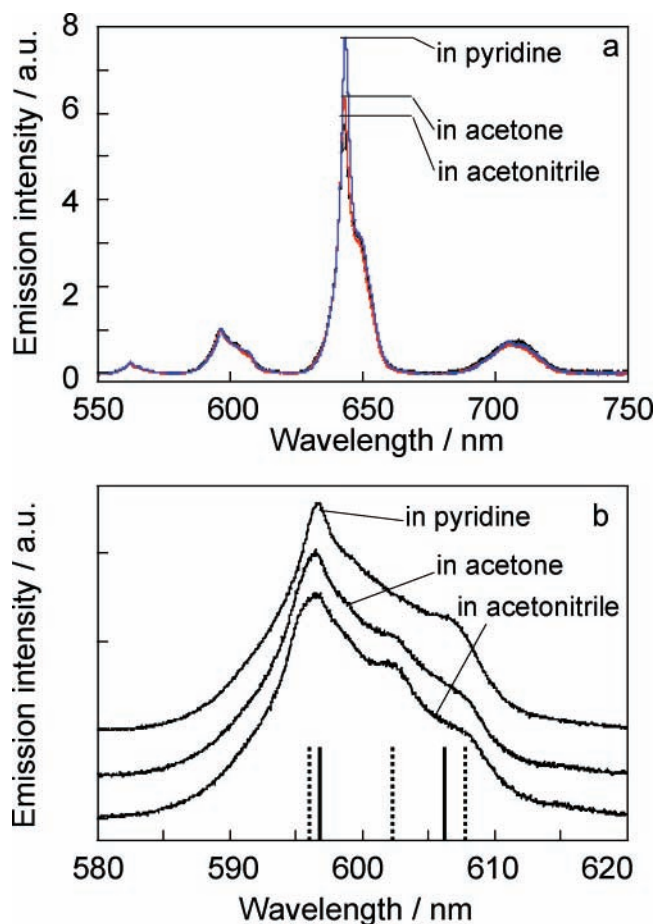 a
8
6
4
2
0
Emission intensity / a.u.
in pyridine
in acetone
in acetonitrile
550 600 650 700 750
Wavelength / nm
b
Emission intensity / a.u.
in pyridine
in acetone
in acetonitrile
580 590 600 610 620
Wavelength / nm